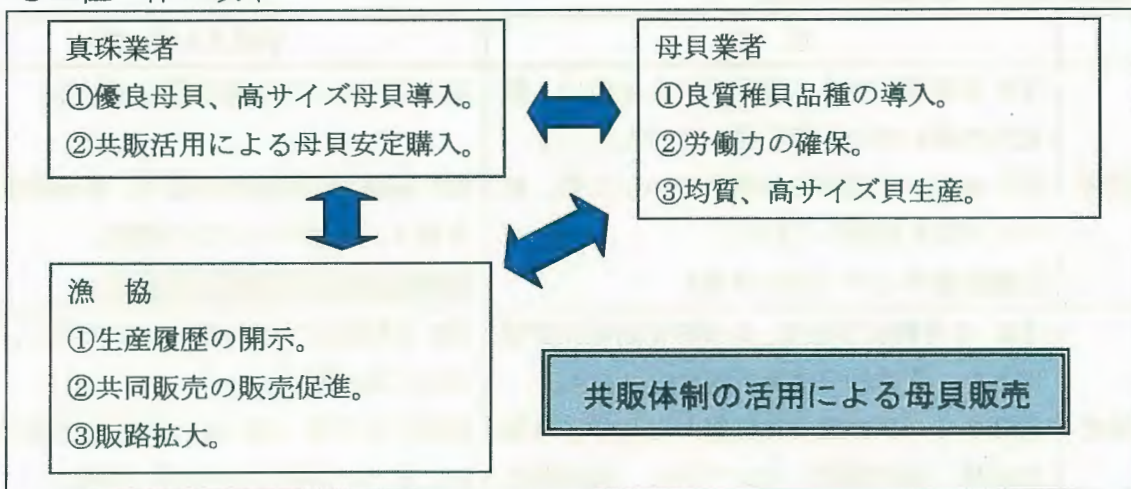 真珠業者
①優良母貝、高サイズ母貝導入。
②共販活用による母貝安定購入。
母貝業者
①良質稚貝品種の導入。
②労働力の確保。
③均質、高サイズ貝生産。
漁　協
①生産履歴の開示。
②共同販売の販売促進。
③販路拡大。
共販体制の活用による母貝販売